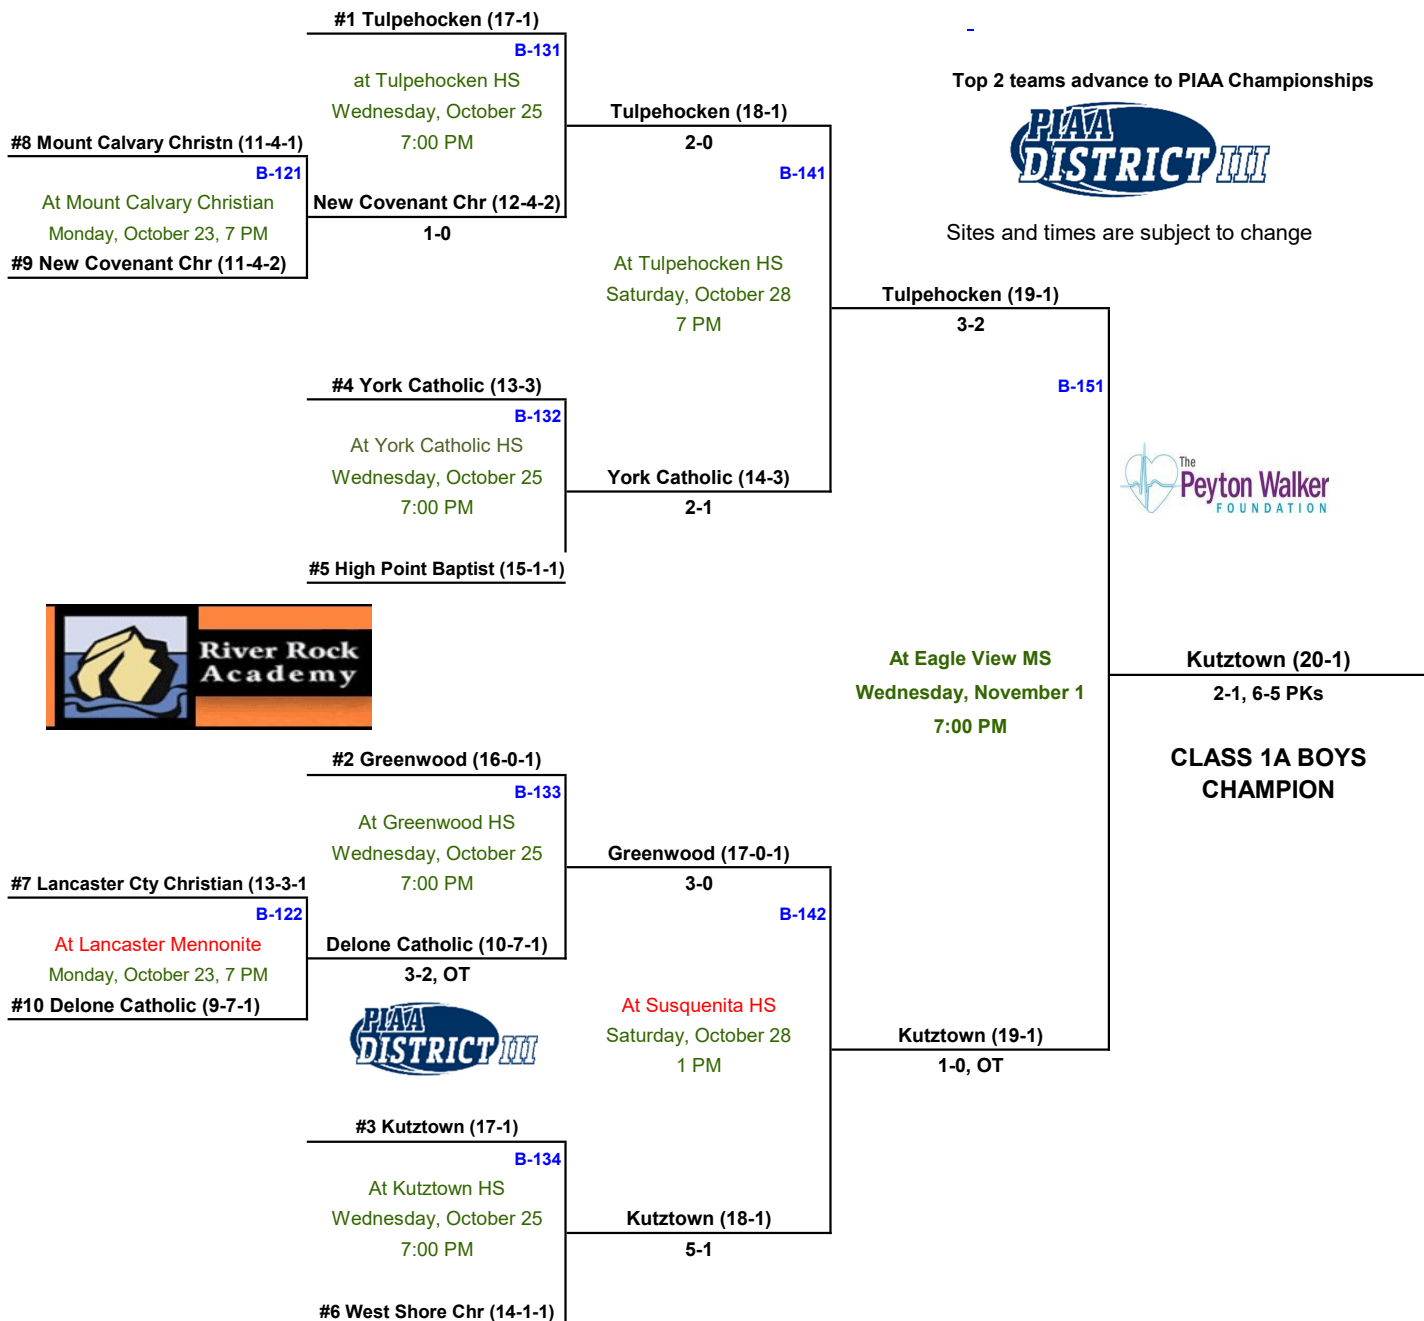 #1 Tulpehocken (17-1)
B-131
at Tulpehocken HS
Wednesday, October 25
7:00 PM
Top 2 teams advance to PIAA Championships
PIAA
DISTRICT III
Sites and times are subject to change
Tulpehocken (18-1)
2-0
#8 Mount Calvary Christn (11-4-1)
B-121
At Mount Calvary Christian
Monday, October 23, 7 PM
#9 New Covenant Chr (11-4-2)
New Covenant Chr (12-4-2)
1-0
B-141
At Tulpehocken HS
Saturday, October 28
7 PM
Tulpehocken (19-1)
3-2
#4 York Catholic (13-3)
B-132
At York Catholic HS
Wednesday, October 25
7:00 PM
York Catholic (14-3)
2-1
#5 High Point Baptist (15-1-1)
B-151
The
Peyton Walker
FOUNDATION
River Rock
Academy
At Eagle View MS
Wednesday, November 1
7:00 PM
Kutztown (20-1)
2-1, 6-5 PKs
CLASS 1A BOYS
CHAMPION
#2 Greenwood (16-0-1)
B-133
At Greenwood HS
Wednesday, October 25
7:00 PM
Greenwood (17-0-1)
3-0
#7 Lancaster Cty Christian (13-3-1
B-122
At Lancaster Mennonite
Monday, October 23, 7 PM
#10 Delone Catholic (9-7-1)
Delone Catholic (10-7-1)
3-2, OT
B-142
At Susquenita HS
Saturday, October 28
1 PM
PIAA
DISTRICT III
Kutztown (19-1)
1-0, OT
#3 Kutztown (17-1)
B-134
At Kutztown HS
Wednesday, October 25
7:00 PM
Kutztown (18-1)
5-1
#6 West Shore Chr (14-1-1)